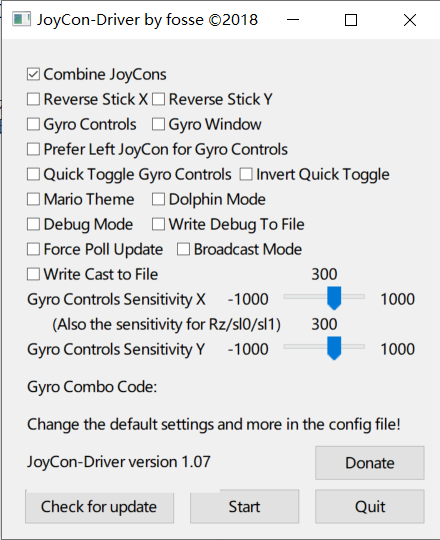 JoyCon-Driver by fosse ©2018
Combine JoyCons
Reverse Stick X Reverse Stick Y
Gyro Controls Gyro Window
Prefer Left JoyCon for Gyro Controls
Quick Toggle Gyro Controls Invert Quick Toggle
Mario Theme Dolphin Mode
Debug Mode Write Debug To File
Force Poll Update Broadcast Mode
Write Cast to File 300
Gyro Controls Sensitivity X -1000 1000
(Also the sensitivity for Rz/sl0/sl1) 300
Gyro Controls Sensitivity Y -1000 1000
Gyro Combo Code:
Change the default settings and more in the config file!
JoyCon-Driver version 1.07 Donate
Check for update Start Quit